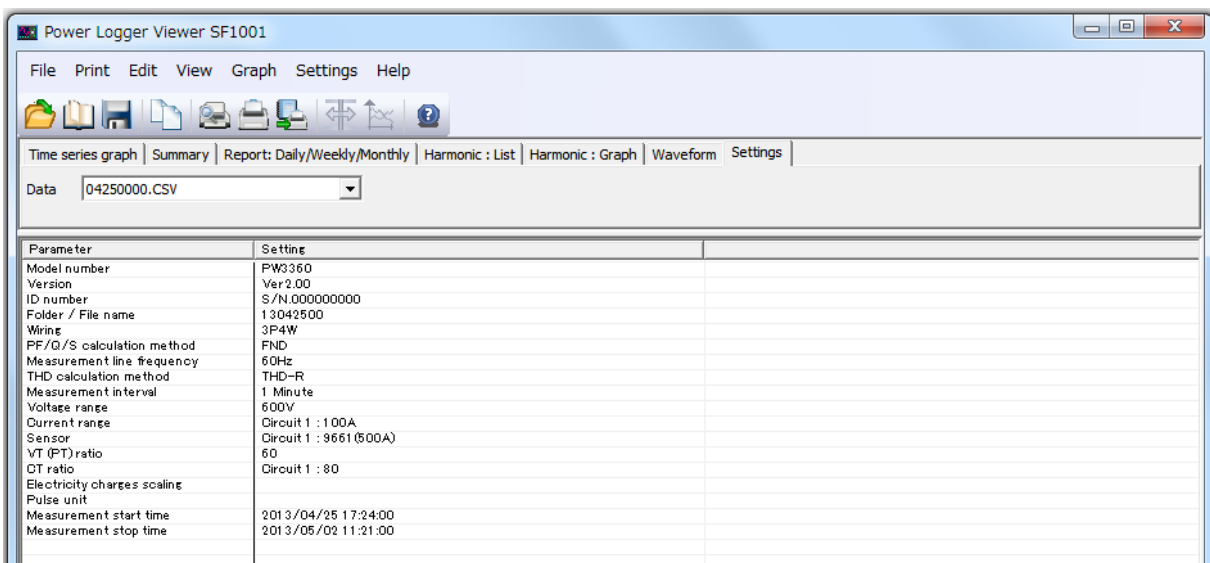 Power Logger Viewer SF1001
File Print Edit View Graph Settings Help
Time series graph Summary Report: Daily/Weekly/Monthly Harmonic : List Harmonic : Graph Waveform Settings
Data 04250000.CSV
Parameter Setting
Model number PW3360
Version Ver2.00
ID number S/N.000000000
Folder / File name 13042500
Wiring 3P4W
PF/Q/S calculation method FND
Measurement line frequency 60Hz
THD calculation method THD-R
Measurement interval 1 Minute
Voltage range 600V
Current range Circuit 1 : 100A
Sensor Circuit 1 : 9661(500A)
VT (PT) ratio 60
CT ratio Circuit 1 : 80
Electricity charges scaling
Pulse unit
Measurement start time 2013/04/25 17:24:00
Measurement stop time 2013/05/02 11:21:00